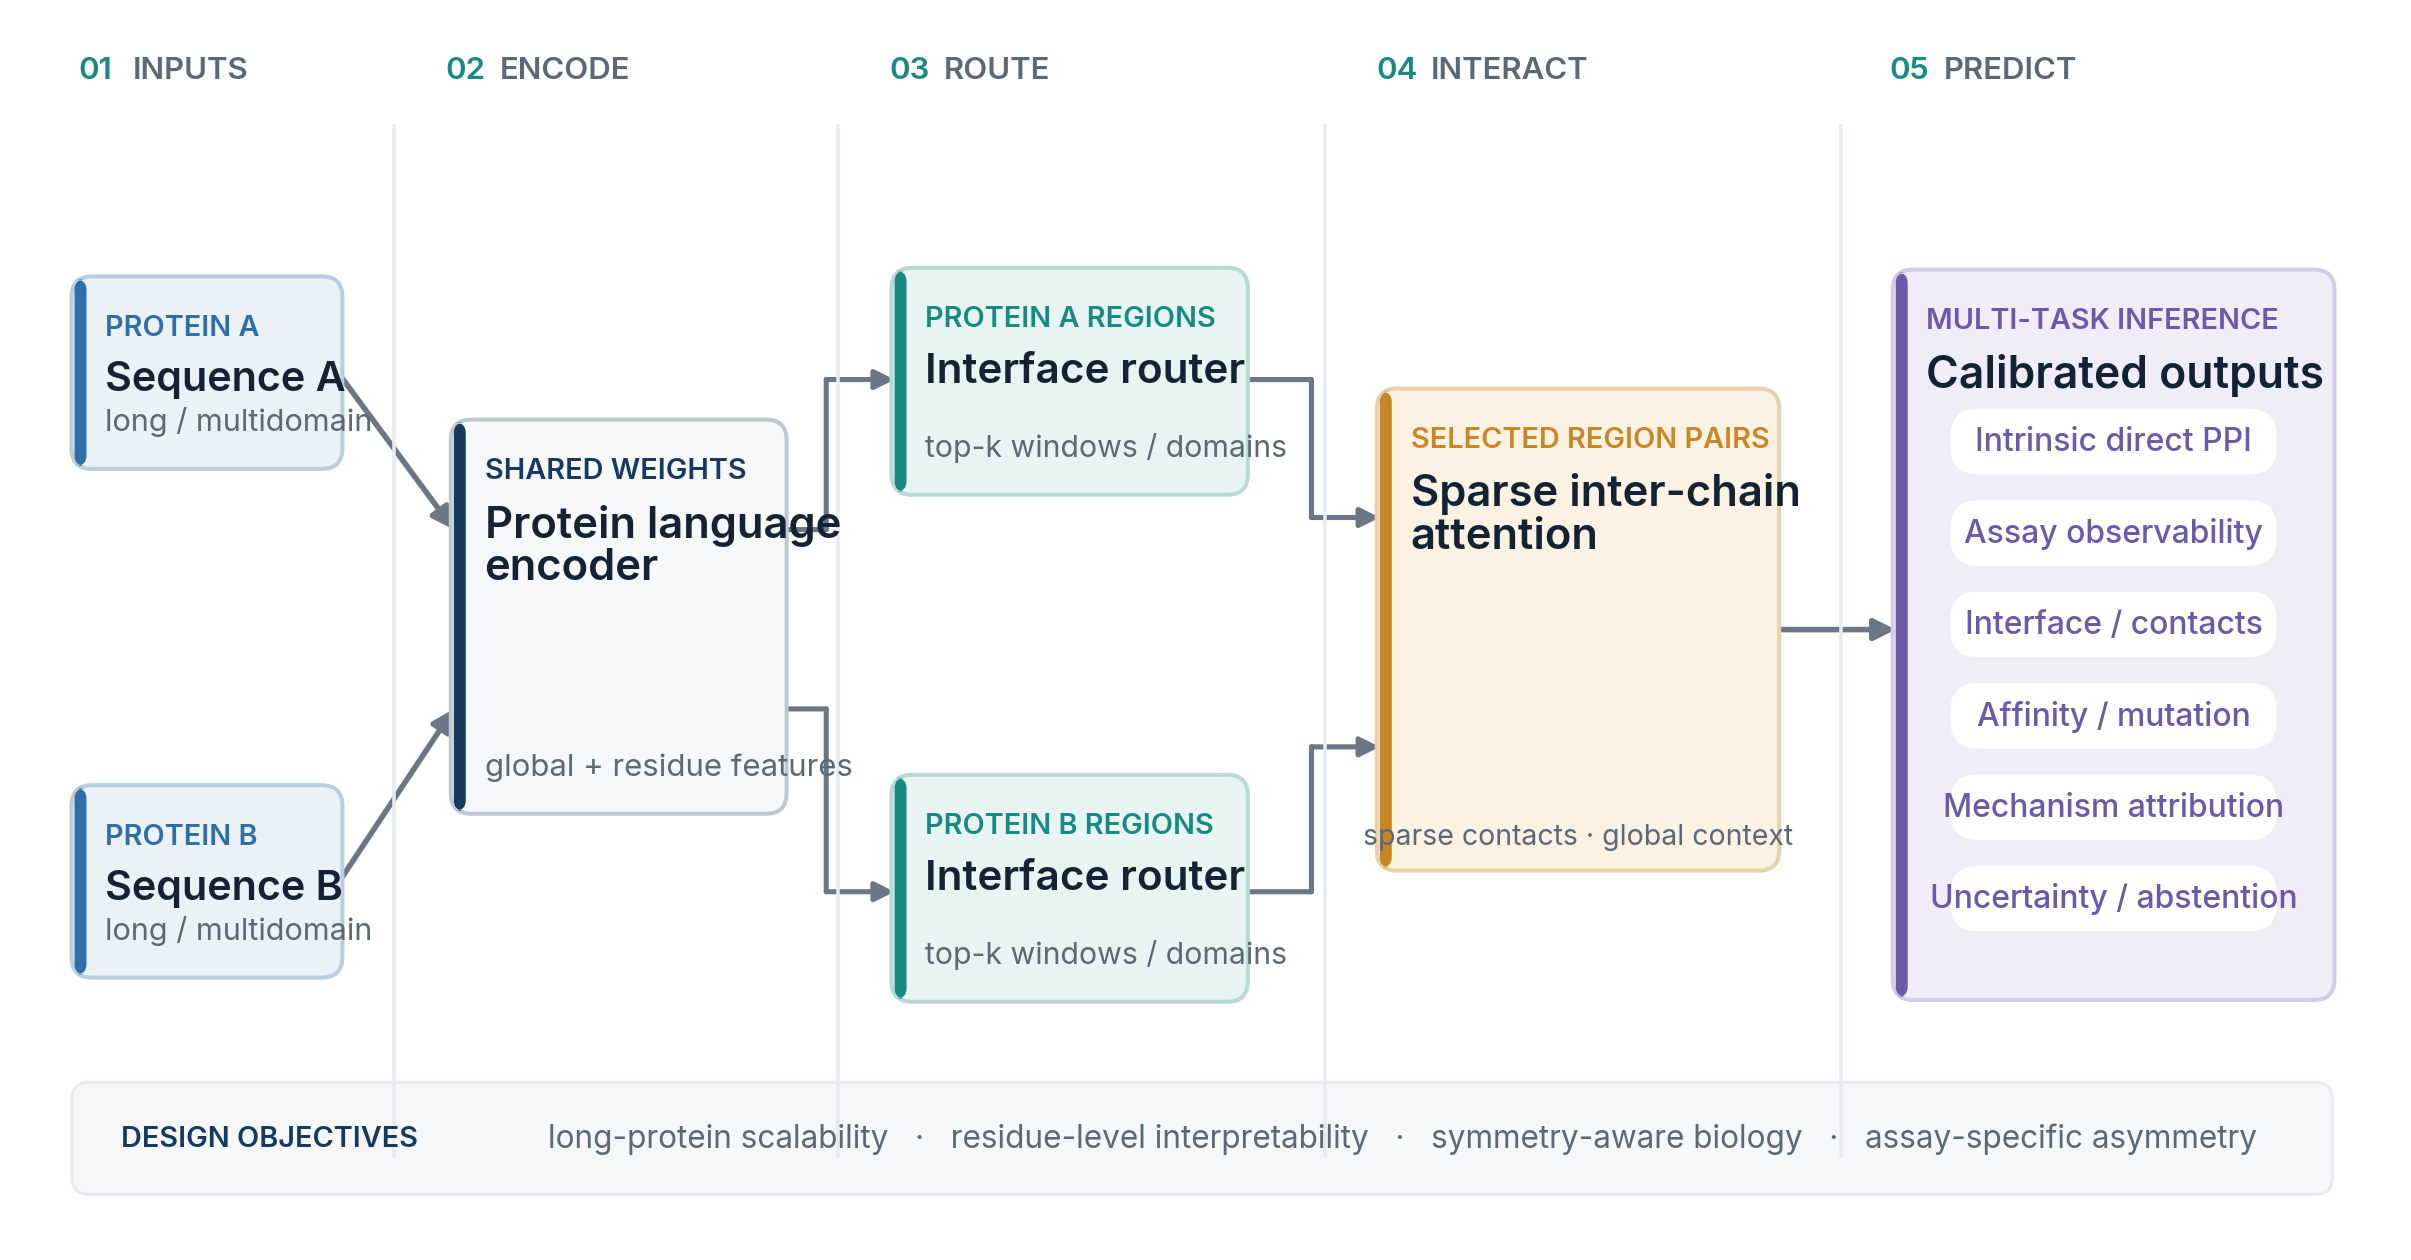 01 INPUTS
02 ENCODE
03 ROUTE
04 INTERACT
05 PREDICT
PROTEIN A
Sequence A
long / multidomain
PROTEIN B
Sequence B
long / multidomain
SHARED WEIGHTS
Protein language
encoder
global + residue features
PROTEIN A REGIONS
Interface router
top-k windows / domains
PROTEIN B REGIONS
Interface router
top-k windows / domains
SELECTED REGION PAIRS
Sparse inter-chain
attention
sparse contacts · global context
MULTI-TASK INFERENCE
Calibrated outputs
Intrinsic direct PPI
Assay observability
Interface / contacts
Affinity / mutation
Mechanism attribution
Uncertainty / abstention
DESIGN OBJECTIVES
long-protein scalability · residue-level interpretability · symmetry-aware biology · assay-specific asymmetry